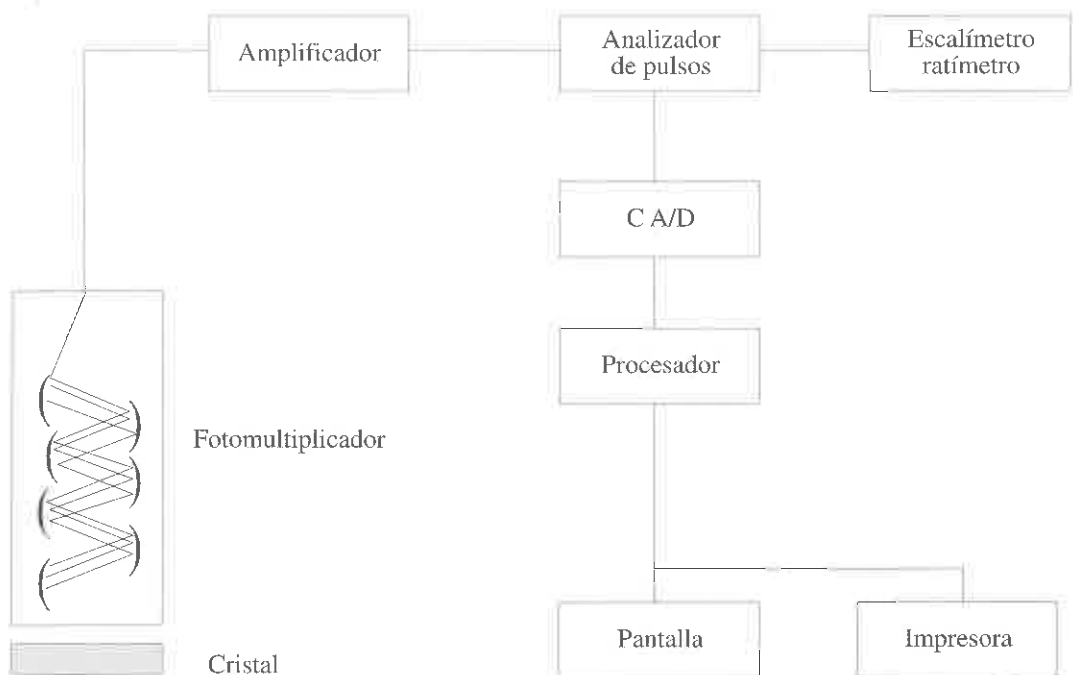 Amplificador
Analizador
de pulsos
Escalímetro
ratímetro
C A/D
Procesador
Fotomultiplicador
Pantalla
Impresora
Cristal